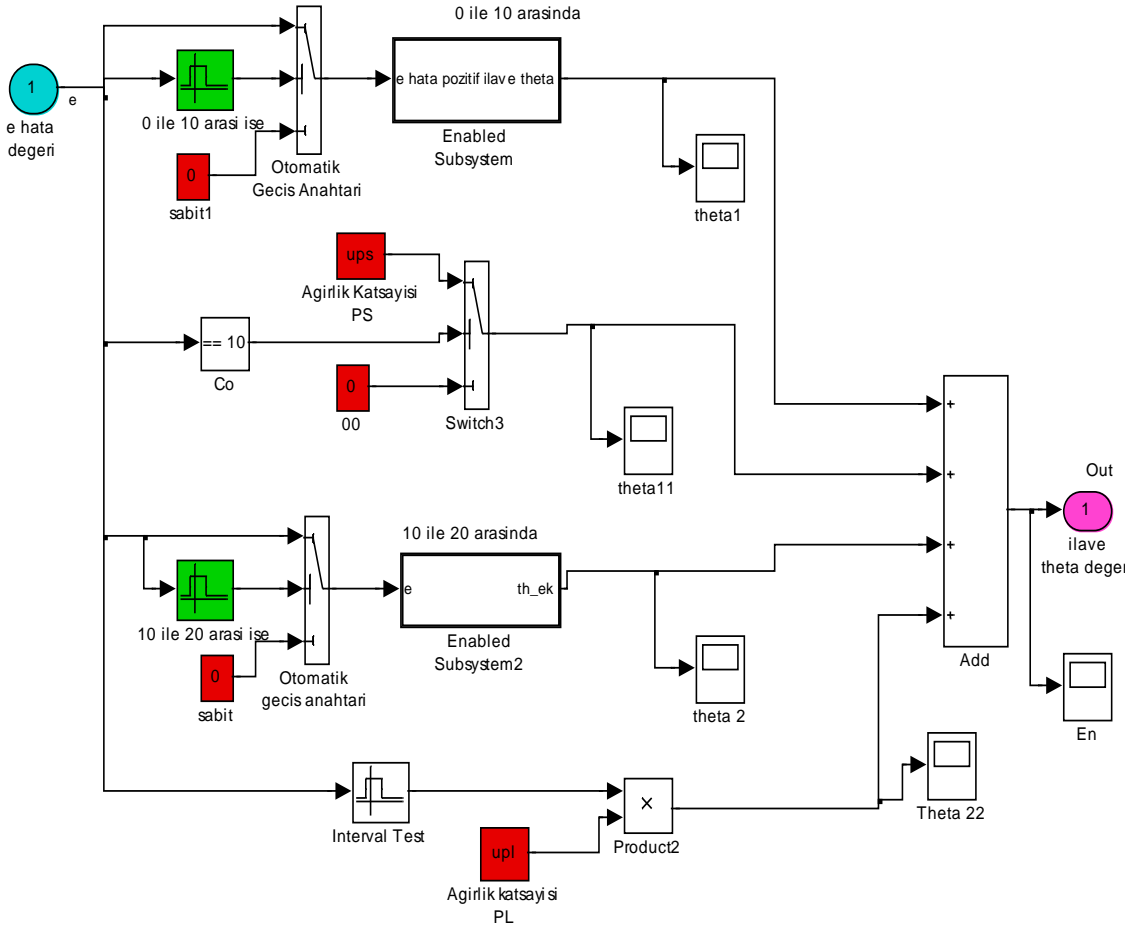 0 ile 10 arasinda
1
e
e hata
degeri
0 ile 10 arasi ise
0
sabit1
Otomatik
Gecis Anahtari
e hata pozitif ilave theta
Enabled
Subsystem
theta1
ups
Agirlik Katsayisi
PS
== 10
Co
0
00
Switch3
theta11
+
+
+
+
Add
Out
1
ilave
theta deger
En
10 ile 20 arasinda
10 ile 20 arasi ise
0
sabit
Otomatik
gecis anahtari
e
th_ek
Enabled
Subsystem2
theta 2
Theta 22
Interval Test
×
Product2
upl
Agirlik katsayisi
PL